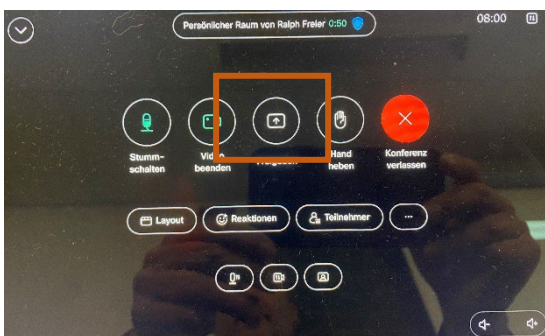 Persönlicher Raum von Ralph Freier 0:50
08:00
Stumm-
schalten
Video
beenden
Hand
heben
Konferenz
verlassen
Layout
Reaktionen
Teilnehmer
...